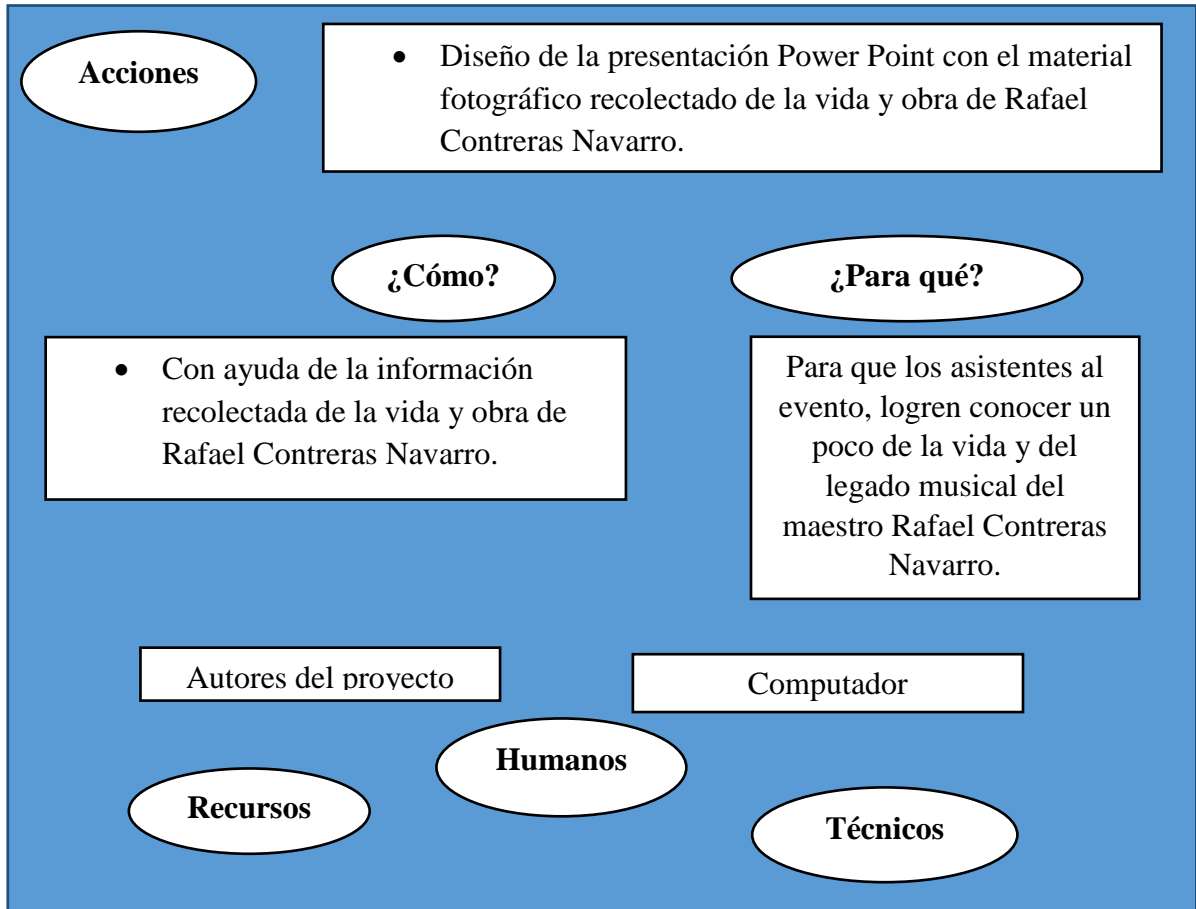 Acciones
• Diseño de la presentación Power Point con el material
fotográfico recolectado de la vida y obra de Rafael
Contreras Navarro.
¿Cómo?
¿Para qué?
• Con ayuda de la información
recolectada de la vida y obra de
Rafael Contreras Navarro.
Para que los asistentes al
evento, logren conocer un
poco de la vida y del
legado musical del
maestro Rafael Contreras
Navarro.
Autores del proyecto
Computador
Humanos
Recursos
Técnicos